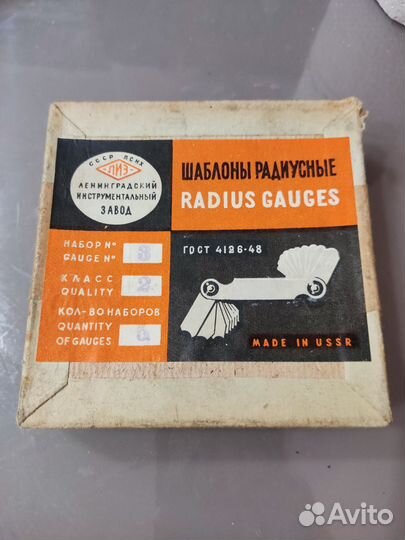 СССР ЛСНХ
ЛИЗ
ЛЕНИНГРАДСКИЙ
ИНСТРУМЕНТАЛЬНЫЙ
ЗАВОД
ШАБЛОНЫ РАДИУСНЫЕ
RADIUS GAUGES
НАБОР №
GAUGE №
3
КЛАСС
QUALITY
2
КОЛ-ВО НАБОРОВ
QUANTITY
OF GAUGES
ГОСТ 4126-48
MADE IN USSR
Avito